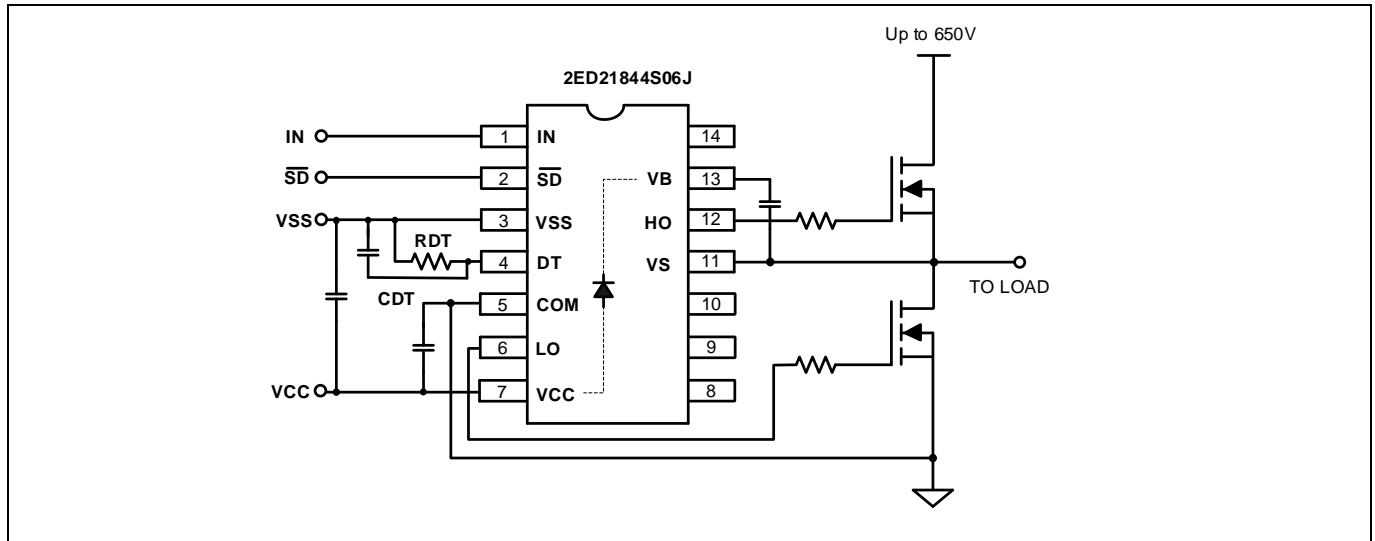 Up to 650V
2ED21844S06J
IN 1 IN 14
SD 2 SD VB 13
VSS 3 VSS HO 12
RDT
4 DT VS 11
TO LOAD
CDT
5 COM 10
6 LO 9
VCC 7 VCC 8